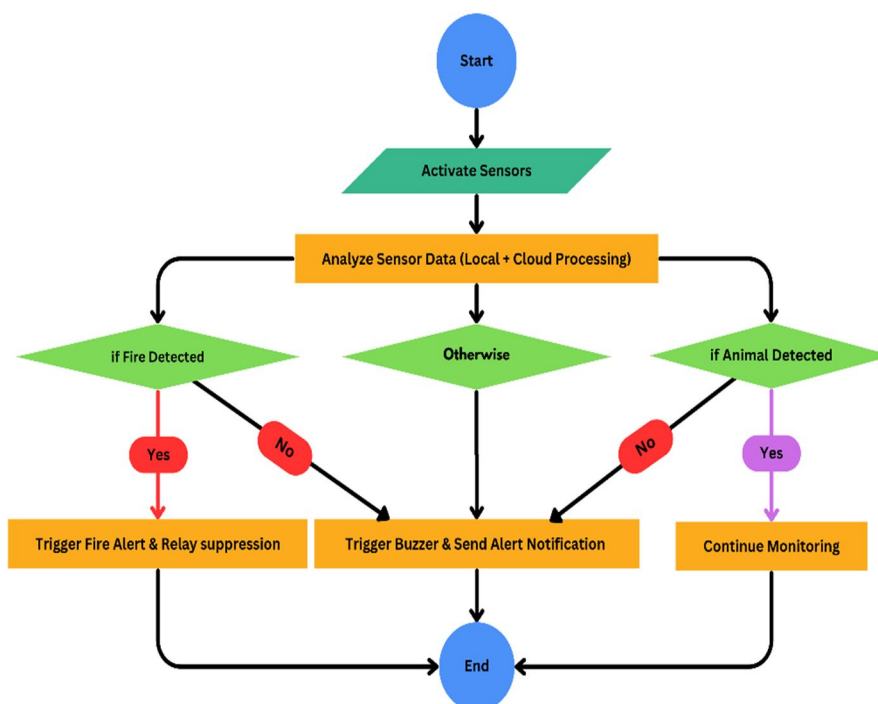 Start
Activate Sensors
Analyze Sensor Data (Local + Cloud Processing)
if Fire Detected
Otherwise
if Animal Detected
Yes
No
No
Yes
Trigger Fire Alert & Relay suppression
Trigger Buzzer & Send Alert Notification
Continue Monitoring
End